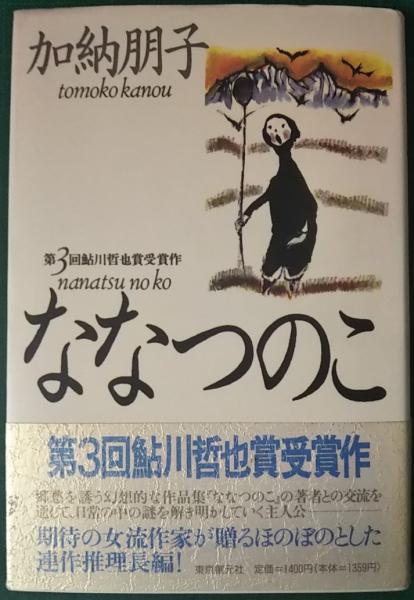 加納朋子
tomoko kanou
第3回鮎川哲也賞受賞作
nanatsu no ko
ななつのこ
第3回鮎川哲也賞受賞作
郷愁を誘う幻想的な作品集『ななつのこ』の著者との交流を
通して、日常の中の謎を解き明かしていく主人公―
期待の女流作家が贈るほのぼのとした
連作推理長編!
東京創元社 定価=1400円(本体=1359円)